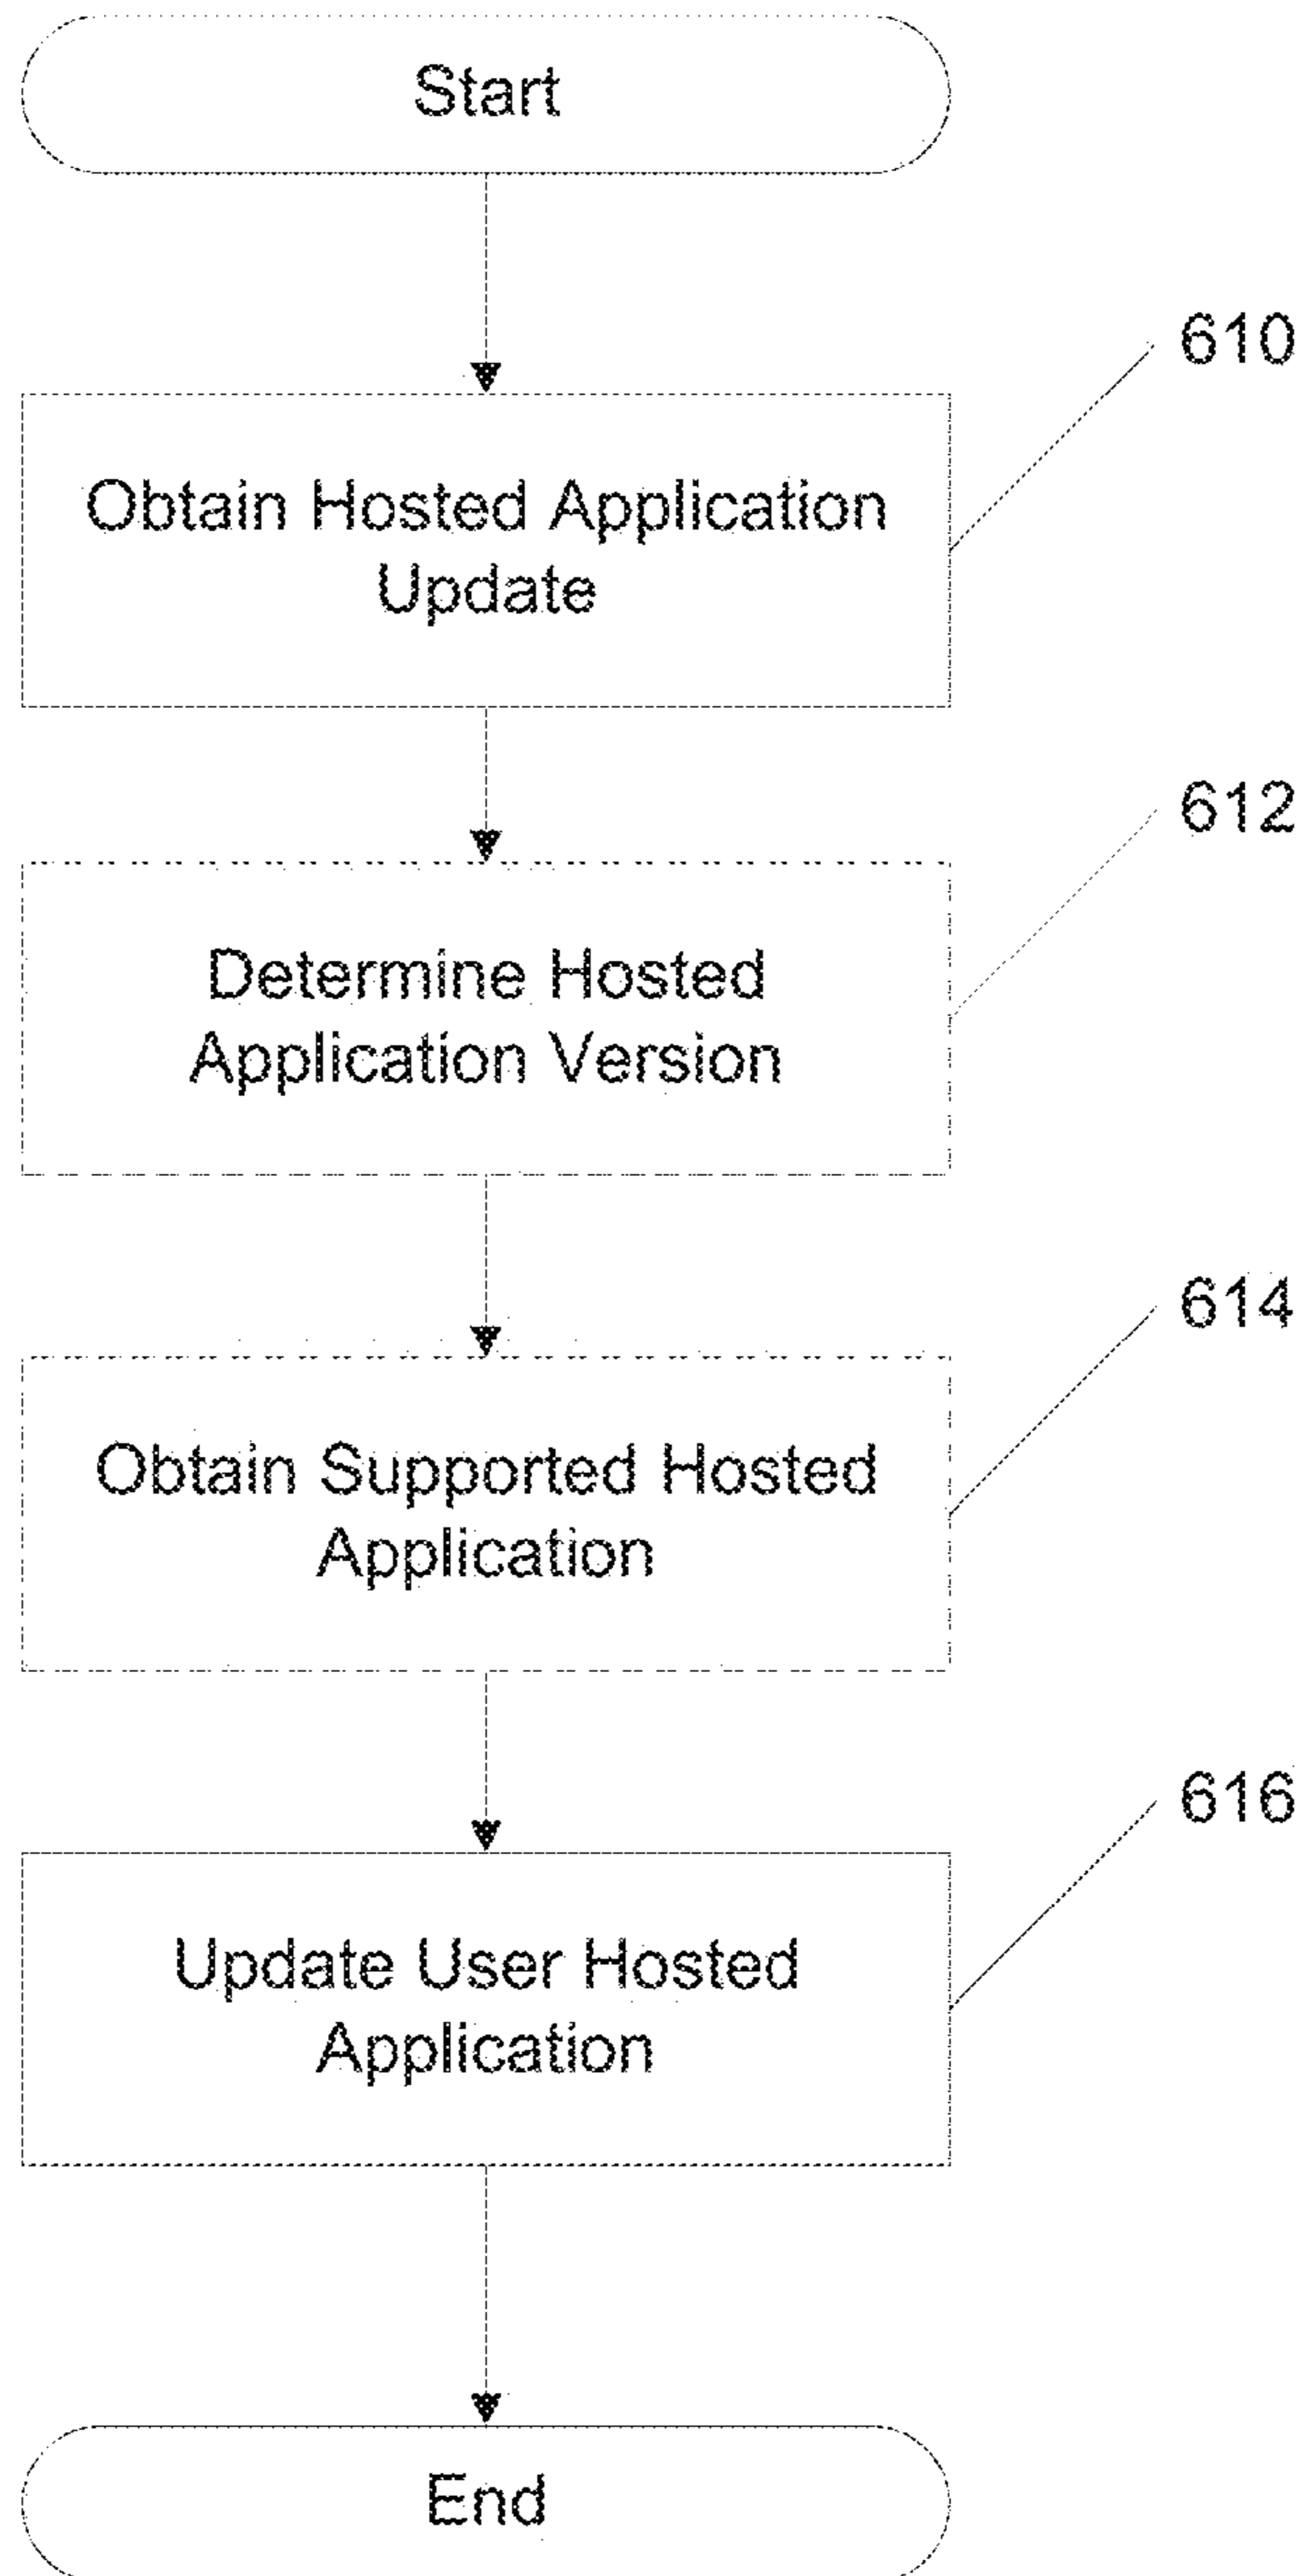 Start
610
Obtain Hosted Application
Update
612
Determine Hosted
Application Version
614
Obtain Supported Hosted
Application
616
Update User Hosted
Application
End